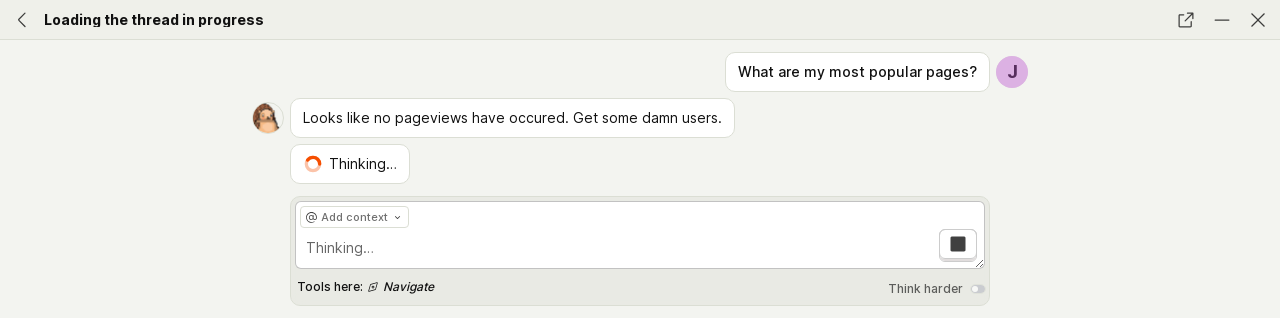 Loading the thread in progress
What are my most popular pages?
J
Looks like no pageviews have occured. Get some damn users.
Thinking...
@ Add context
Thinking...
Tools here: Navigate
Think harder